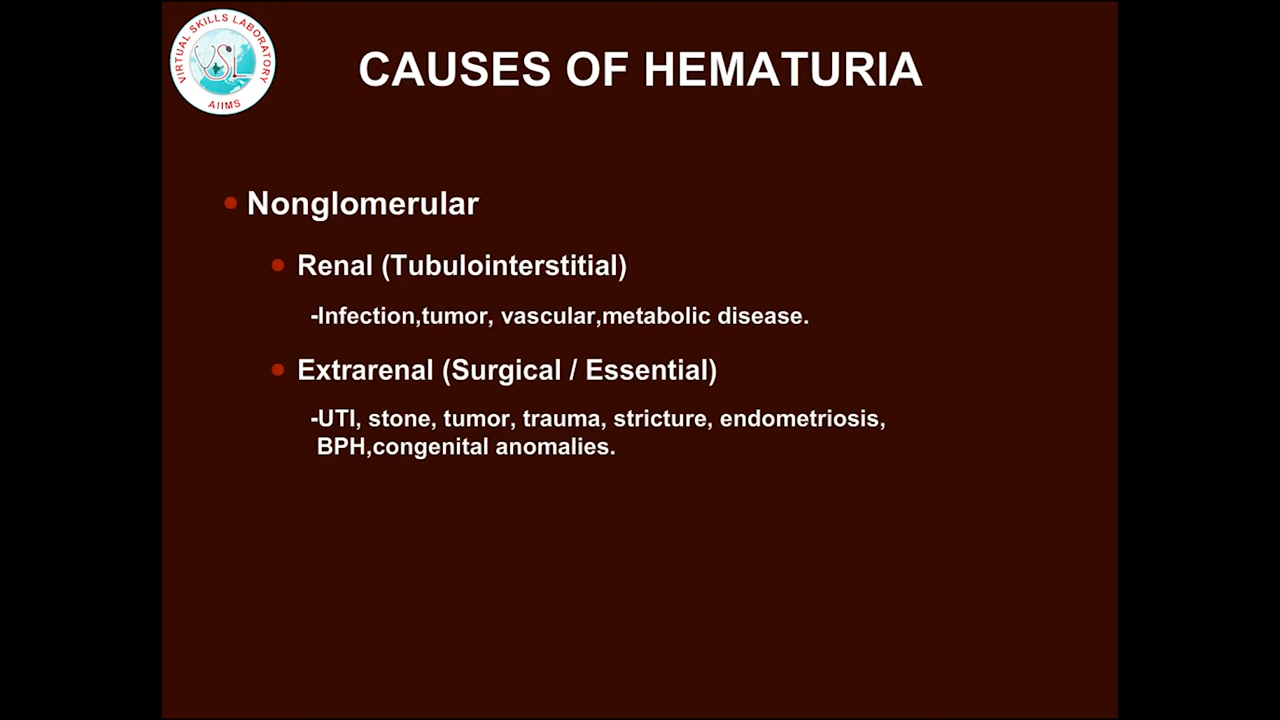 VIRTUAL SKILLS LABORATORY
VSL
AIIMS
CAUSES OF HEMATURIA
Nonglomerular
Renal (Tubulointerstitial)
-Infection,tumor, vascular,metabolic disease.
Extrarenal (Surgical / Essential)
-UTI, stone, tumor, trauma, stricture, endometriosis,
BPH,congenital anomalies.